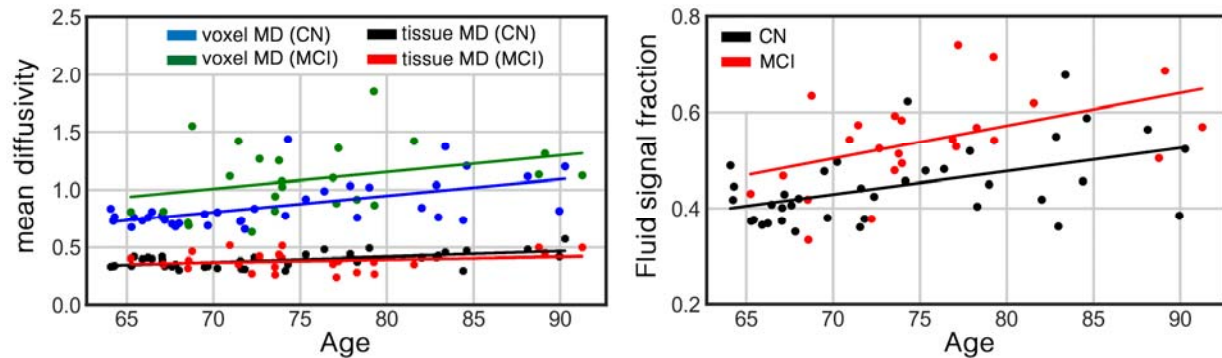 2.5
2.0
1.5
1.0
0.5
0.0
mean diffusivity
voxel MD (CN)
voxel MD (MCI)
tissue MD (CN)
tissue MD (MCI)
65 70 75 80 85 90
Age
0.8
0.6
0.4
0.2
Fluid signal fraction
CN
MCI
65 70 75 80 85 90
Age